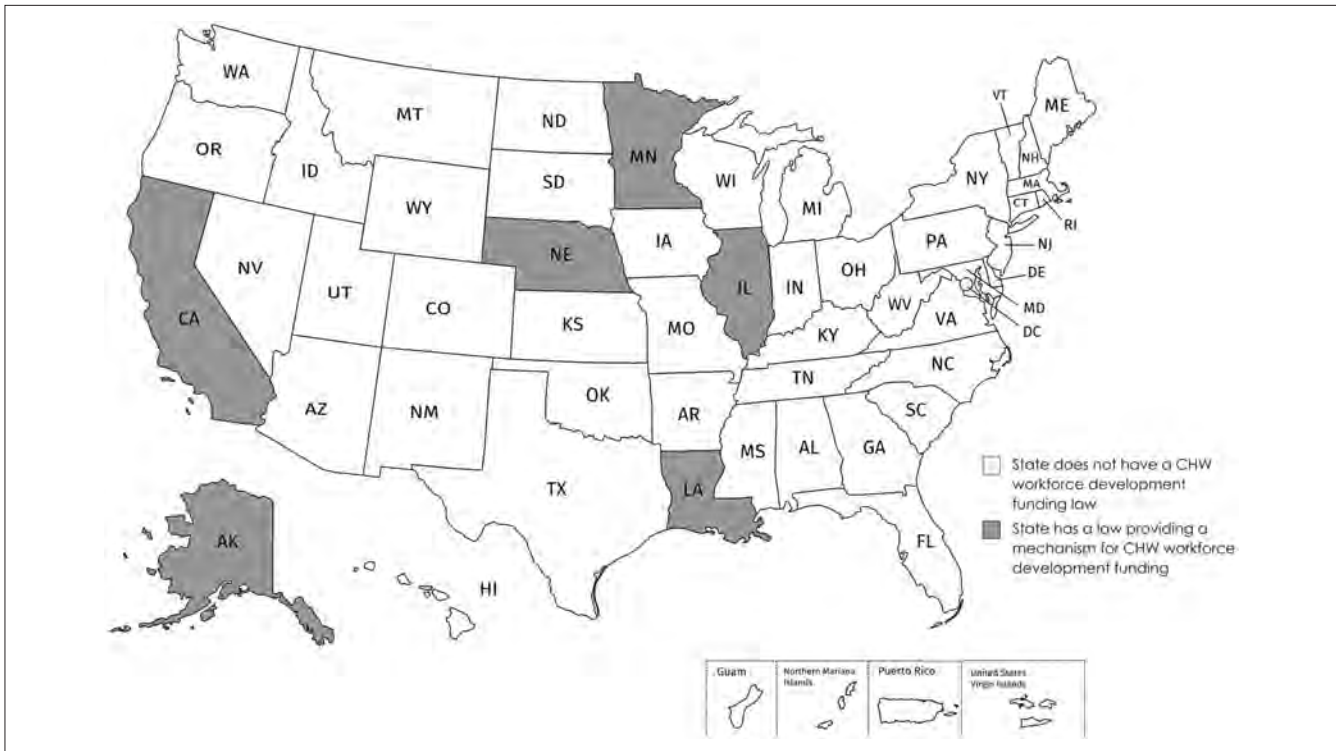 WA
MT
ND
MN
VT
ME
OR
ID
SD
WI
NH
NY
MA
WY
MI
CT
RI
IA
PA
NJ
NE
NV
OH
DE
IL
IN
UT
WV
MD
CA
CO
VA
DC
KS
MO
KY
NC
TN
OK
AZ
NM
AR
SC
MS
AL
GA
State does not have a CHW
workforce development
funding law
LA
TX
State has a law providing a
mechanism for CHW workforce
development funding
FL
AK
HI
Guam
Northern Mariana
Islands
Puerto Rico
United States
Virgin Islands